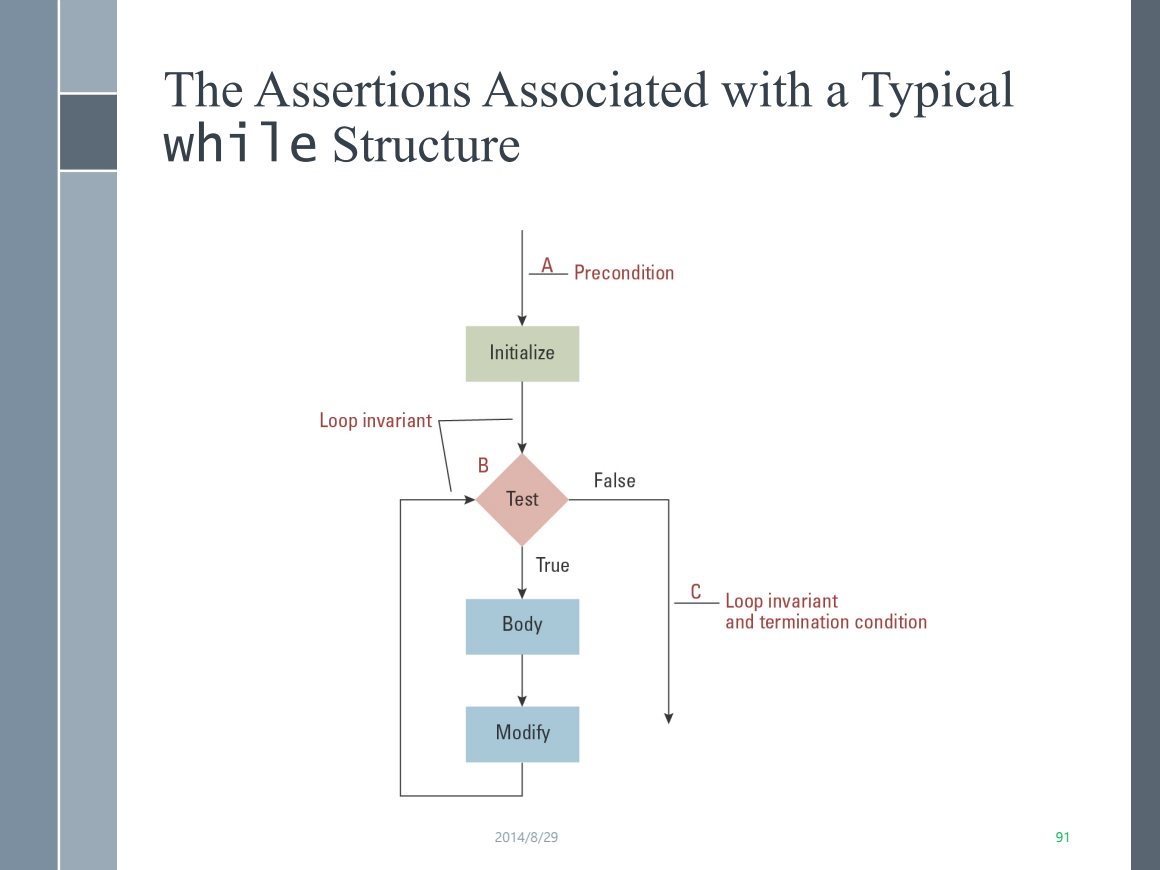 The Assertions Associated with a Typical
while Structure
A
Precondition
Initialize
Loop invariant
B
Test
False
True
C
Loop invariant
and termination condition
Body
Modify
2014/8/29
91